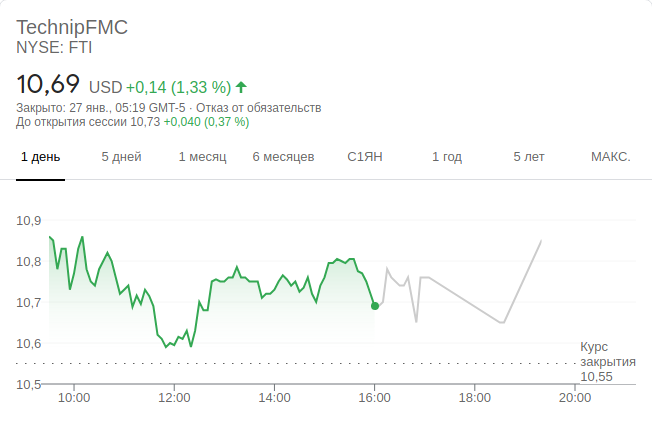 TechnipFMC
NYSE: FTI
10,69 USD +0,14 (1,33 %)
Закрыто: 27 янв., 05:19 GMT-5 · Отказ от обязательств
До открытия сессии 10,73 +0,040 (0,37 %)
1 день 5 дней 1 месяц 6 месяцев С1ЯН 1 год 5 лет МАКС.
10,9
10,8
10,7
10,6
10,5
Курс
закрытия
10,55
10:00 12:00 14:00 16:00 18:00 20:00